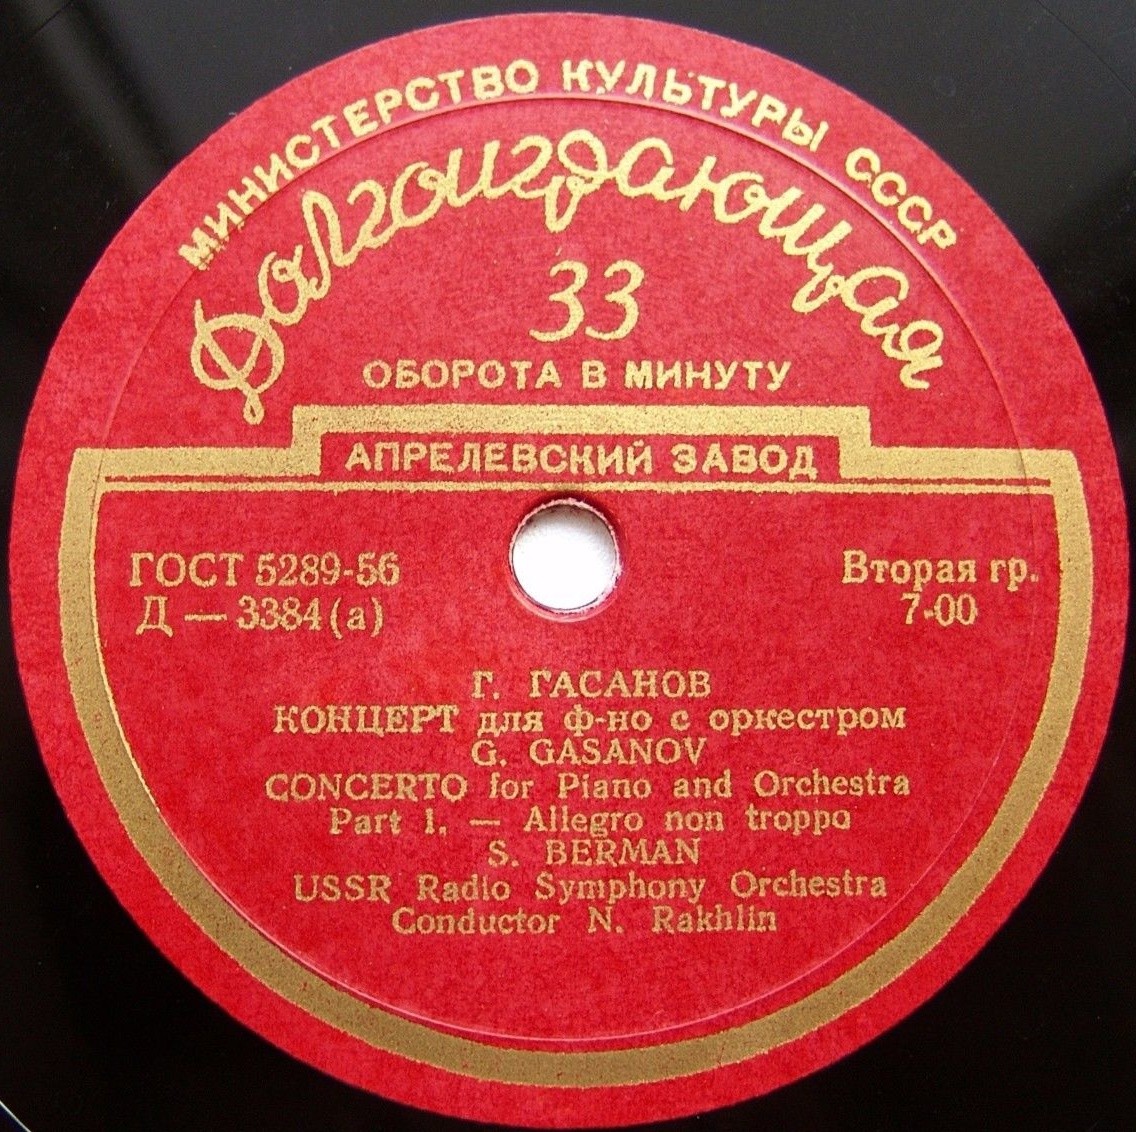 МИНИСТЕРСТВО КУЛЬТУРЫ СССР
Долгоиграющая
33
ОБОРОТА В МИНУТУ
АПРЕЛЕВСКИЙ ЗАВОД
ГОСТ 5289-56
Д — 3384 (а)
Вторая гр.
7-00
Г. ГАСАНОВ
КОНЦЕРТ для ф-но с оркестром
G. GASANOV
CONCERTO for Piano and Orchestra
Part 1. — Allegro non troppo
S. BERMAN
USSR Radio Symphony Orchestra
Conductor N. Rakhlin